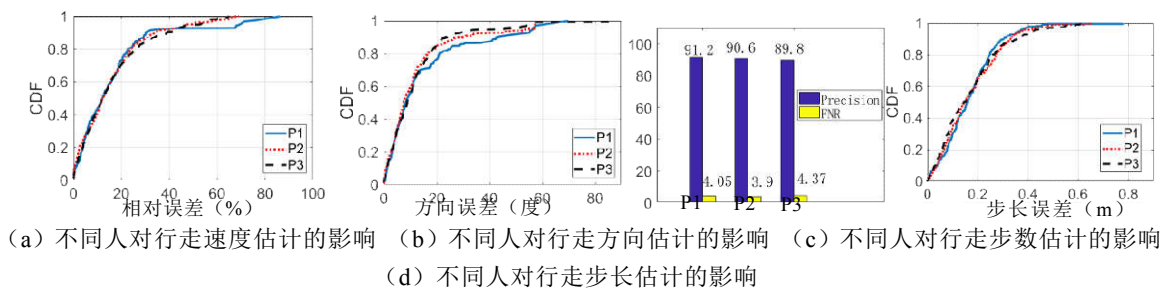 1
0.8
0.6
0.4
0.2
0
CDF
P1
P2
P3
0 20 40 60 80 100
相对误差（%）
1
0.8
0.6
0.4
0.2
0
CDF
P1
P2
P3
0 20 40 60 80
方向误差（度）
100
80
60
40
20
0
91.2 90.6 89.8
Precision
FNR
4.05 3.9 4.37
P1 P2 P3
1
0.8
0.6
0.4
0.2
0
CDF
P1
P2
P3
0 0.2 0.4 0.6 0.8
步长误差（m）
（a）不同人对行走速度估计的影响 （b）不同人对行走方向估计的影响 （c）不同人对行走步数估计的影响
（d）不同人对行走步长估计的影响